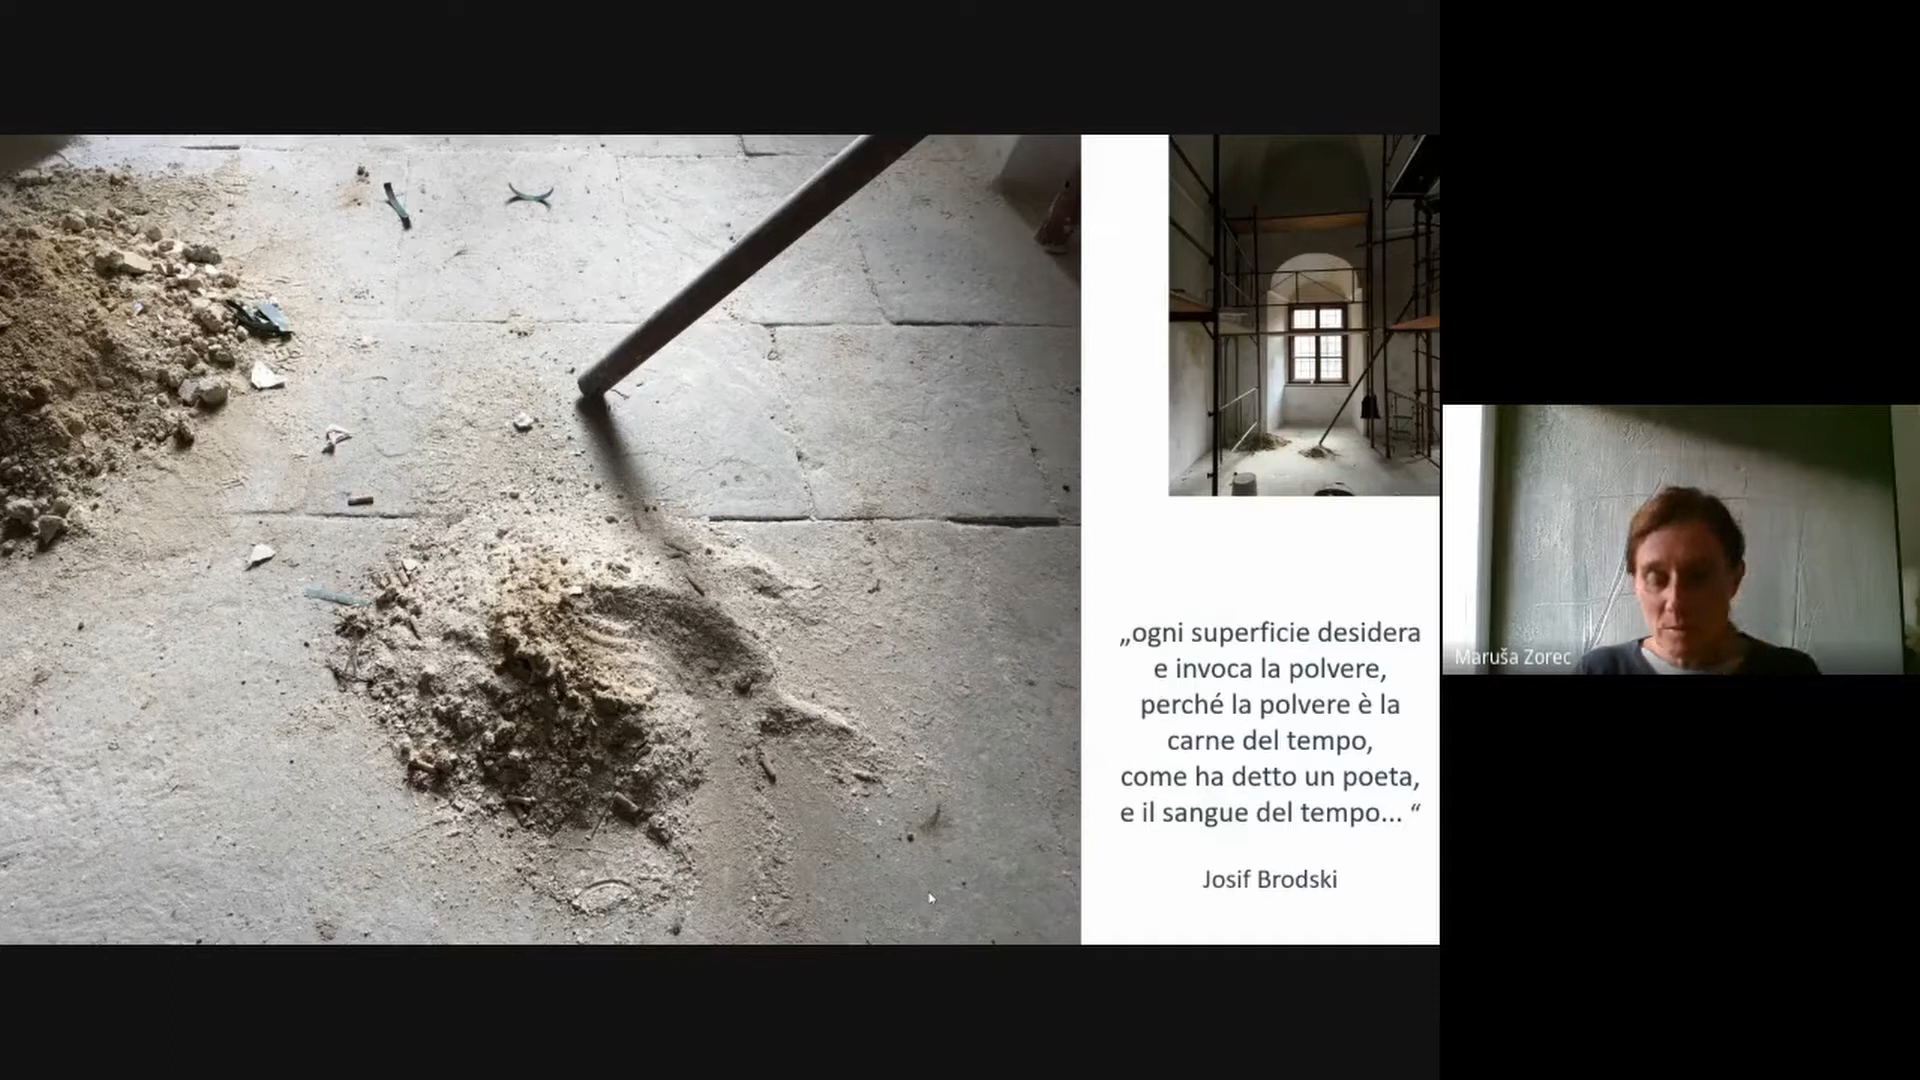 „ogni superficie desidera
e invoca la polvere,
perché la polvere è la
carne del tempo,
come ha detto un poeta,
e il sangue del tempo... “
Josif Brodski
Maruša Zorec